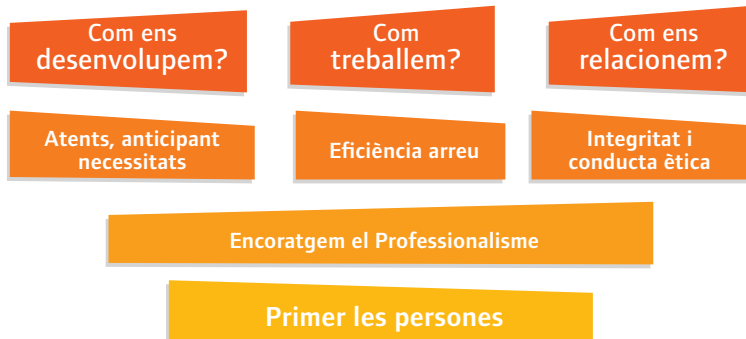 Com ens
desenvolupem?
Com
treballem?
Com ens
relacionem?
Atents, anticipant
necessitats
Eficiència arreu
Integritat i
conducta ètica
Encoratgem el Professionalisme
Primer les persones